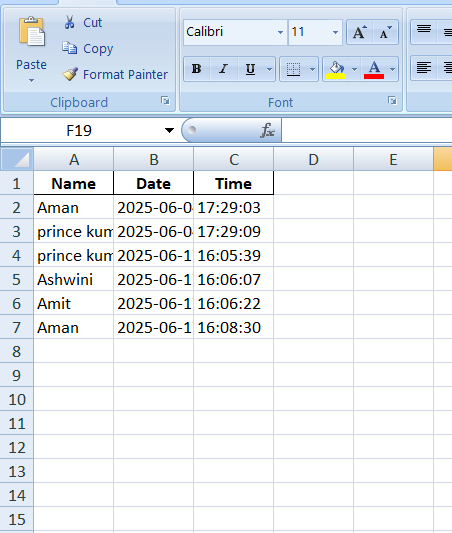 Cut
Copy
Paste
Format Painter
Clipboard
Calibri 11 A A
B I U A
Font
F19 fx
A B C D E
1 Name Date Time
2 Aman 2025-06-0 17:29:03
3 prince kum 2025-06-0 17:29:09
4 prince kum 2025-06-1 16:05:39
5 Ashwini 2025-06-1 16:06:07
6 Amit 2025-06-1 16:06:22
7 Aman 2025-06-1 16:08:30
8
9
10
11
12
13
14
15